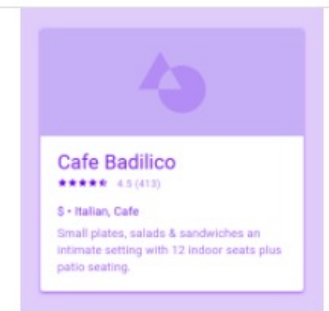 Cafe Badilico
4.5 (413)
$ • Italian, Cafe
Small plates, salads & sandwiches an
intimate setting with 12 indoor seats plus
patio seating.